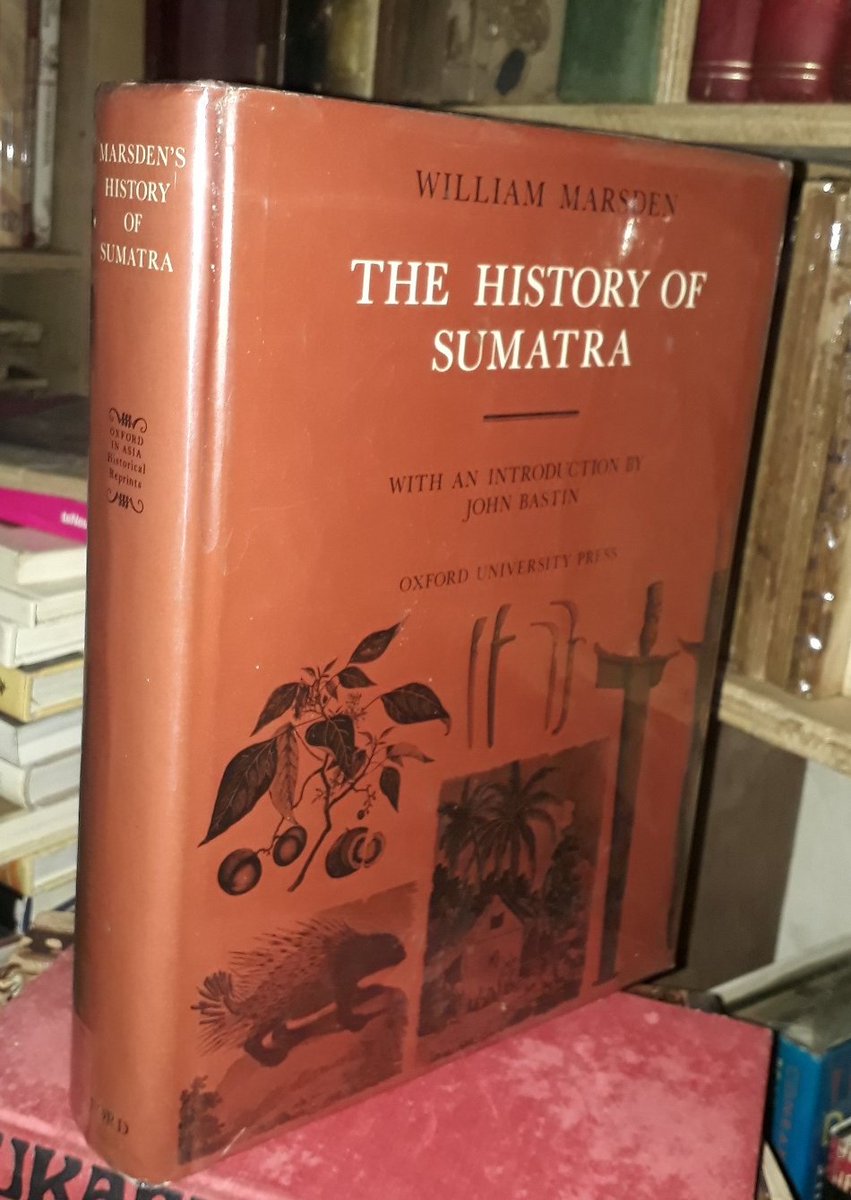 MARSDEN'S
HISTORY
OF
SUMATRA
OXFORD
IN ASIA
Historical
Reprints
WILLIAM MARSDEN
THE HISTORY OF
SUMATRA
WITH AN INTRODUCTION BY
JOHN BASTIN
OXFORD UNIVERSITY PRESS